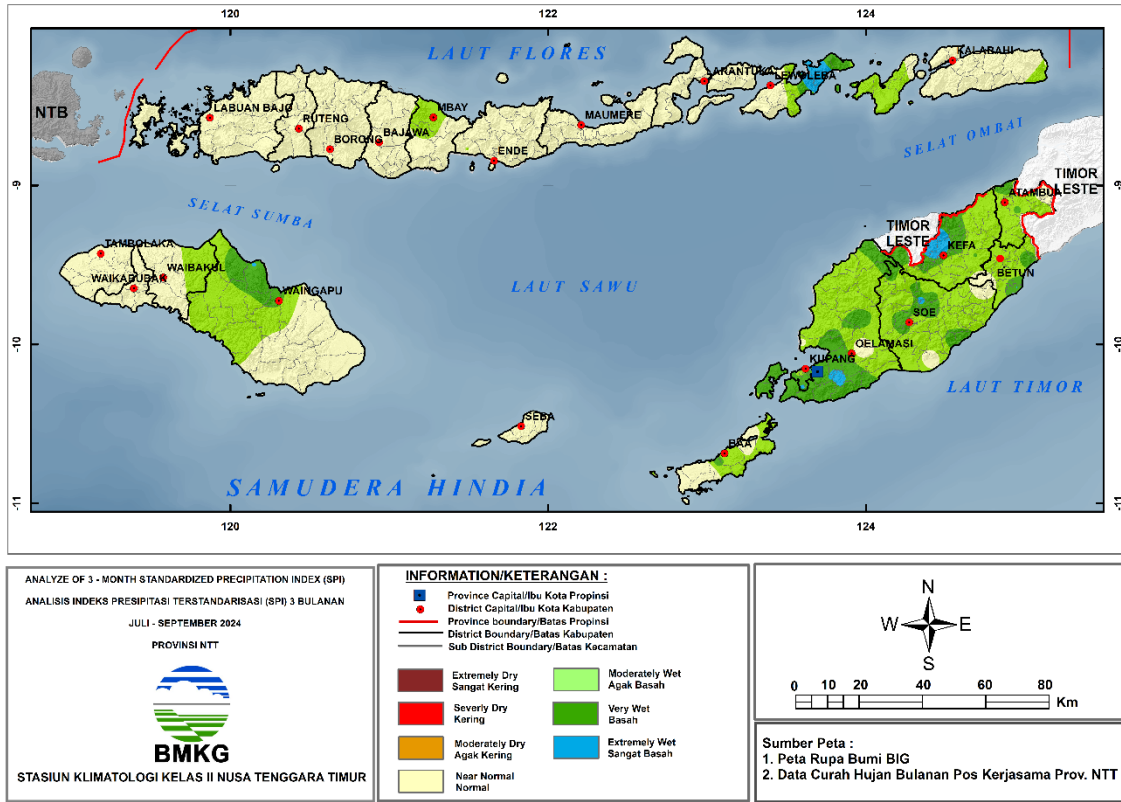 120
122
124
LAUT FLORES
KALABAHI
LARANTUKA
LEWOLEBA
NTB
LABUAN BAJO
MBAY
RUTENG
MAUMERE
BORONG
BAJAWA
ENDE
SELAT OMBAI
-9
-9
TIMOR
LESTE
ATAMBUA
SELAT SUMBA
TIMOR
LESTE
TAMBOLAKA
KEFA
WAIBAKUL
BETUN
WAIKABUBAK
LAUT SAWU
WAINGAPU
SOE
-10
-10
OELAMASI
KUPANG
LAUT TIMOR
SEBA
BAA
SAMUDERA HINDIA
-11
-11
120
122
124
ANALYZE OF 3 - MONTH STANDARDIZED PRECIPITATION INDEX (SPI)
ANALISIS INDEKS PRESIPITASI TERSTANDARISASI (SPI) 3 BULANAN
JULI - SEPTEMBER 2024
PROVINSI NTT
BMKG
STASIUN KLIMATOLOGI KELAS II NUSA TENGGARA TIMUR
INFORMATION/KETERANGAN :
Province Capital/Ibu Kota Propinsi
District Capital/Ibu Kota Kabupaten
Province boundary/Batas Propinsi
District Boundary/Batas Kabupaten
Sub District Boundary/Batas Kecamatan
Extremely Dry
Sangat Kering
Severly Dry
Kering
Moderately Dry
Agak Kering
Near Normal
Normal
Moderately Wet
Agak Basah
Very Wet
Basah
Extremely Wet
Sangat Basah
N
W
E
S
0 10 20 40 60 80
Km
Sumber Peta :
1. Peta Rupa Bumi BIG
2. Data Curah Hujan Bulanan Pos Kerjasama Prov. NTT